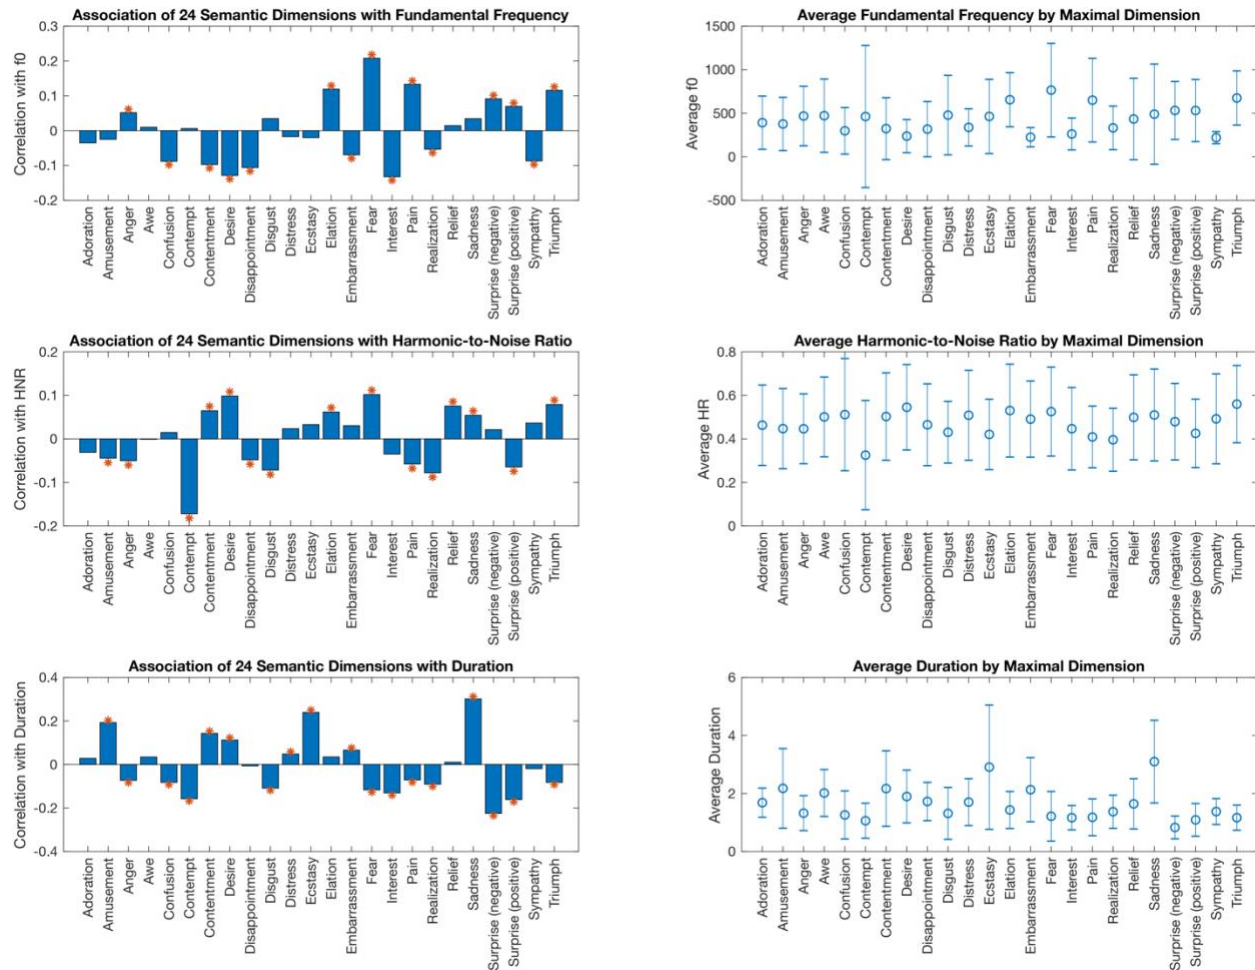 Association of 24 Semantic Dimensions with Fundamental Frequency
Correlation with f0
0.3
0.2
0.1
0
-0.1
-0.2
Adoration
Amusement
Anger
Awe
Confusion
Contempt
Contentment
Desire
Disappointment
Disgust
Distress
Ecstasy
Elation
Embarrassment
Fear
Interest
Pain
Realization
Relief
Sadness
Surprise (negative)
Surprise (positive)
Sympathy
Triumph
Average Fundamental Frequency by Maximal Dimension
Average f0
1500
1000
500
0
-500
Adoration
Amusement
Anger
Awe
Confusion
Contempt
Contentment
Desire
Disappointment
Disgust
Distress
Ecstasy
Elation
Embarrassment
Fear
Interest
Pain
Realization
Relief
Sadness
Surprise (negative)
Surprise (positive)
Sympathy
Triumph
Association of 24 Semantic Dimensions with Harmonic-to-Noise Ratio
Correlation with HNR
0.2
0.1
0
-0.1
-0.2
Adoration
Amusement
Anger
Awe
Confusion
Contempt
Contentment
Desire
Disappointment
Disgust
Distress
Ecstasy
Elation
Embarrassment
Fear
Interest
Pain
Realization
Relief
Sadness
Surprise (negative)
Surprise (positive)
Sympathy
Triumph
Average Harmonic-to-Noise Ratio by Maximal Dimension
Average HR
0.8
0.6
0.4
0.2
0
Adoration
Amusement
Anger
Awe
Confusion
Contempt
Contentment
Desire
Disappointment
Disgust
Distress
Ecstasy
Elation
Embarrassment
Fear
Interest
Pain
Realization
Relief
Sadness
Surprise (negative)
Surprise (positive)
Sympathy
Triumph
Association of 24 Semantic Dimensions with Duration
Correlation with Duration
0.4
0.2
0
-0.2
-0.4
Adoration
Amusement
Anger
Awe
Confusion
Contempt
Contentment
Desire
Disappointment
Disgust
Distress
Ecstasy
Elation
Embarrassment
Fear
Interest
Pain
Realization
Relief
Sadness
Surprise (negative)
Surprise (positive)
Sympathy
Triumph
Average Duration by Maximal Dimension
Average Duration
6
4
2
0
Adoration
Amusement
Anger
Awe
Confusion
Contempt
Contentment
Desire
Disappointment
Disgust
Distress
Ecstasy
Elation
Embarrassment
Fear
Interest
Pain
Realization
Relief
Sadness
Surprise (negative)
Surprise (positive)
Sympathy
Triumph